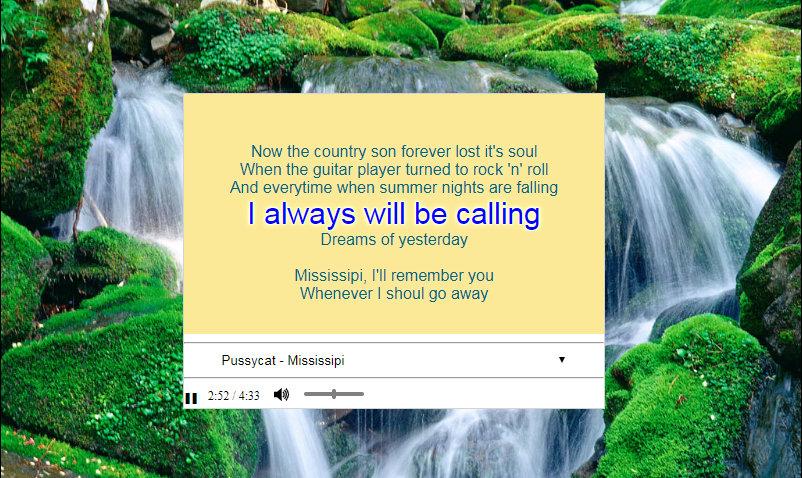 Now the country son forever lost it's soul
When the guitar player turned to rock 'n' roll
And everytime when summer nights are falling
I always will be calling
Dreams of yesterday
Mississipi, I'll remember you
Whenever I shoul go away
Pussycat - Mississipi
2:52 / 4:33